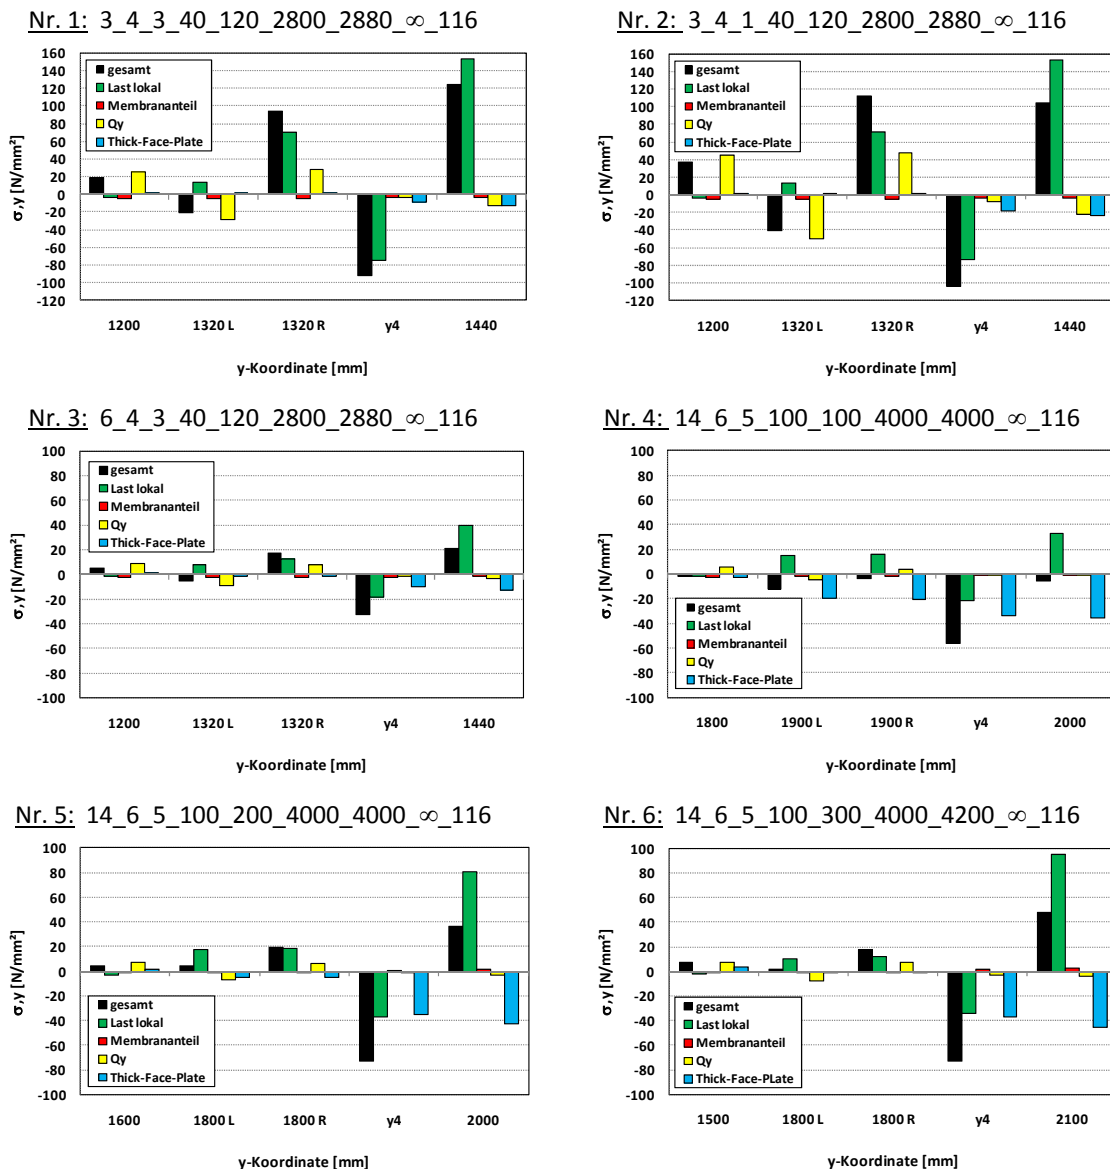 Nr. 1: 3_4_3_40_120_2800_2880_∞_116
160
140
120
100
80
60
40
20
0
-20
-40
-60
-80
-100
-120
σ,y [N/mm²]
gesamt
Last lokal
Membrananteil
Qy
Thick-Face-Plate
1200 1320 L 1320 R y4 1440
y-Koordinate [mm]
Nr. 2: 3_4_1_40_120_2800_2880_∞_116
160
140
120
100
80
60
40
20
0
-20
-40
-60
-80
-100
-120
σ,y [N/mm²]
gesamt
Last lokal
Membrananteil
Qy
Thick-Face-Plate
1200 1320 L 1320 R y4 1440
y-Koordinate [mm]
Nr. 3: 6_4_3_40_120_2800_2880_∞_116
100
80
60
40
20
0
-20
-40
-60
-80
-100
σ,y [N/mm²]
gesamt
Last lokal
Membrananteil
Qy
Thick-Face-Plate
1200 1320 L 1320 R y4 1440
y-Koordinate [mm]
Nr. 4: 14_6_5_100_100_4000_4000_∞_116
100
80
60
40
20
0
-20
-40
-60
-80
-100
σ,y [N/mm²]
gesamt
Last lokal
Membrananteil
Qy
Thick-Face-Plate
1800 1900 L 1900 R y4 2000
y-Koordinate [mm]
Nr. 5: 14_6_5_100_200_4000_4000_∞_116
100
80
60
40
20
0
-20
-40
-60
-80
-100
σ,y [N/mm²]
gesamt
Last lokal
Membrananteil
Qy
Thick-Face-Plate
1600 1800 L 1800 R y4 2000
y-Koordinate [mm]
Nr. 6: 14_6_5_100_300_4000_4200_∞_116
100
80
60
40
20
0
-20
-40
-60
-80
-100
σ,y [N/mm²]
gesamt
Last lokal
Membrananteil
Qy
Thick-Face-PLate
1500 1800 L 1800 R y4 2100
y-Koordinate [mm]